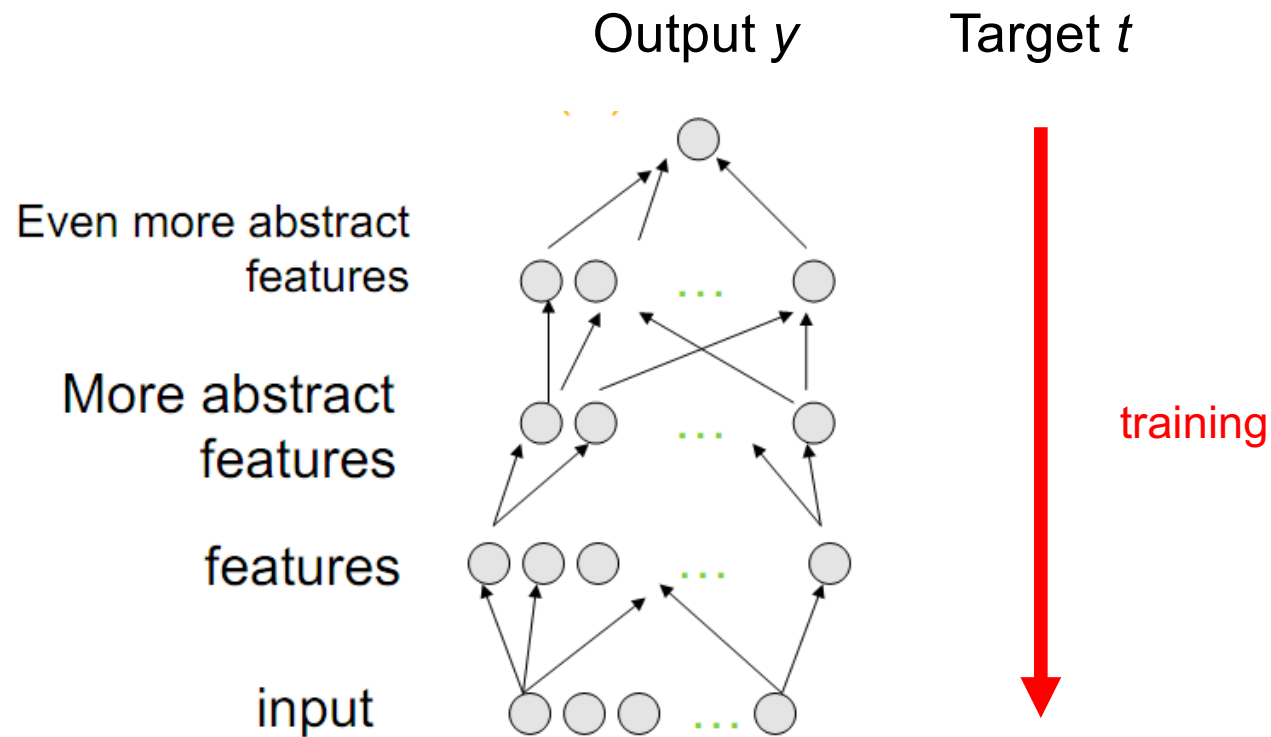 Output y
Target t
Even more abstract
features
...
More abstract
features
...
training
features
...
input
...